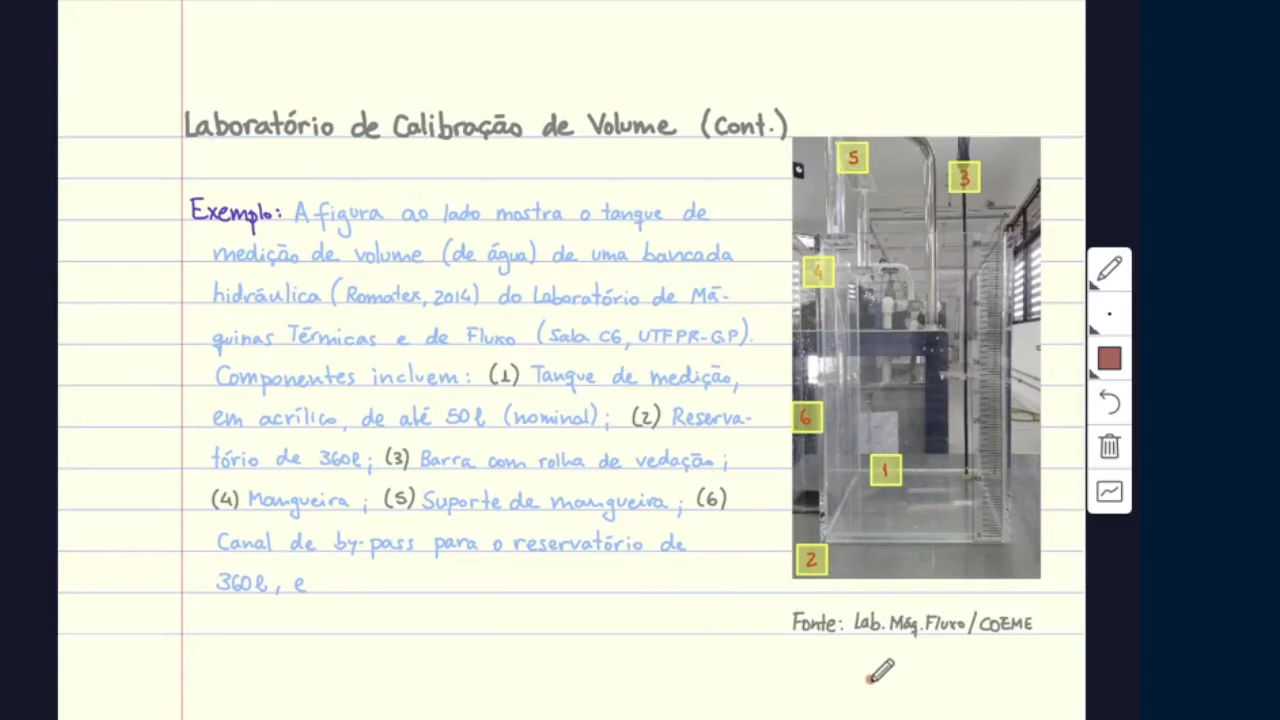 Laboratório de Calibração de Volume (Cont.)
Exemplo: A figura ao lado mostra o tanque de
medição de volume (de água) de uma bancada
hidráulica (Romatex, 2014) do Laboratório de Má-
quinas Térmicas e de Fluxo (Sala C6, UTFPR-GP).
Componentes incluem: (1) Tanque de medição,
em acrílico, de até 50l (nominal); (2) Reserva-
tório de 360l; (3) Barra com rolha de vedação;
(4) Mangueira; (5) Suporte de mangueira; (6)
Canal de by-pass para o reservatório de
360l, e
5
3
4
6
1
2
Fonte: Lab. Máq. Fluxo/COEME